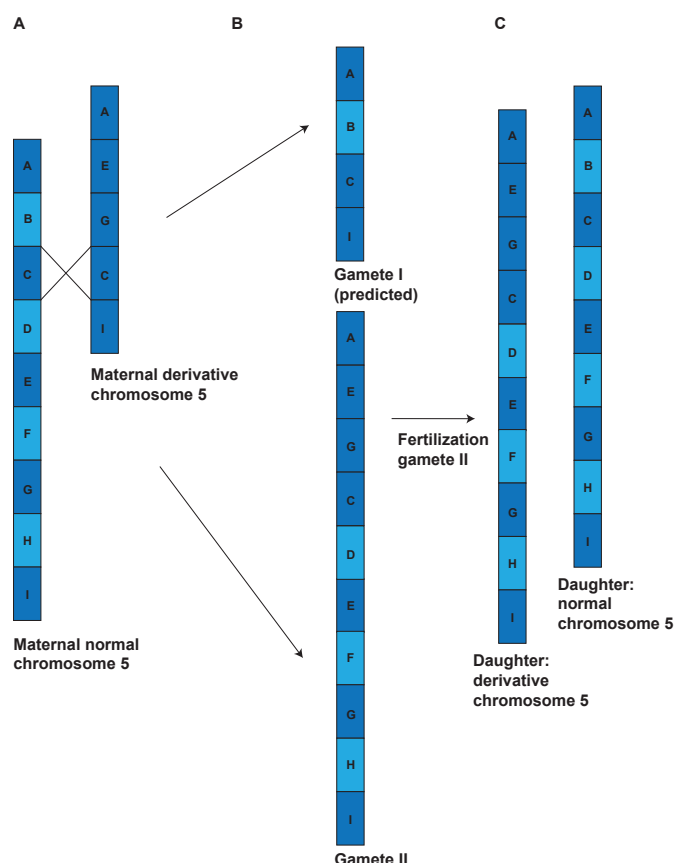 A
B
C
A
B
C
D
E
F
G
H
I
Maternal normal
chromosome 5
A
E
G
C
I
Maternal derivative
chromosome 5
A
B
C
I
Gamete I
(predicted)
A
E
G
C
D
E
F
G
H
I
Gamete II
Fertilization
gamete II
A
E
G
C
D
E
F
G
H
I
Daughter:
derivative
chromosome 5
A
B
C
D
E
F
G
H
I
Daughter:
normal
chromosome 5